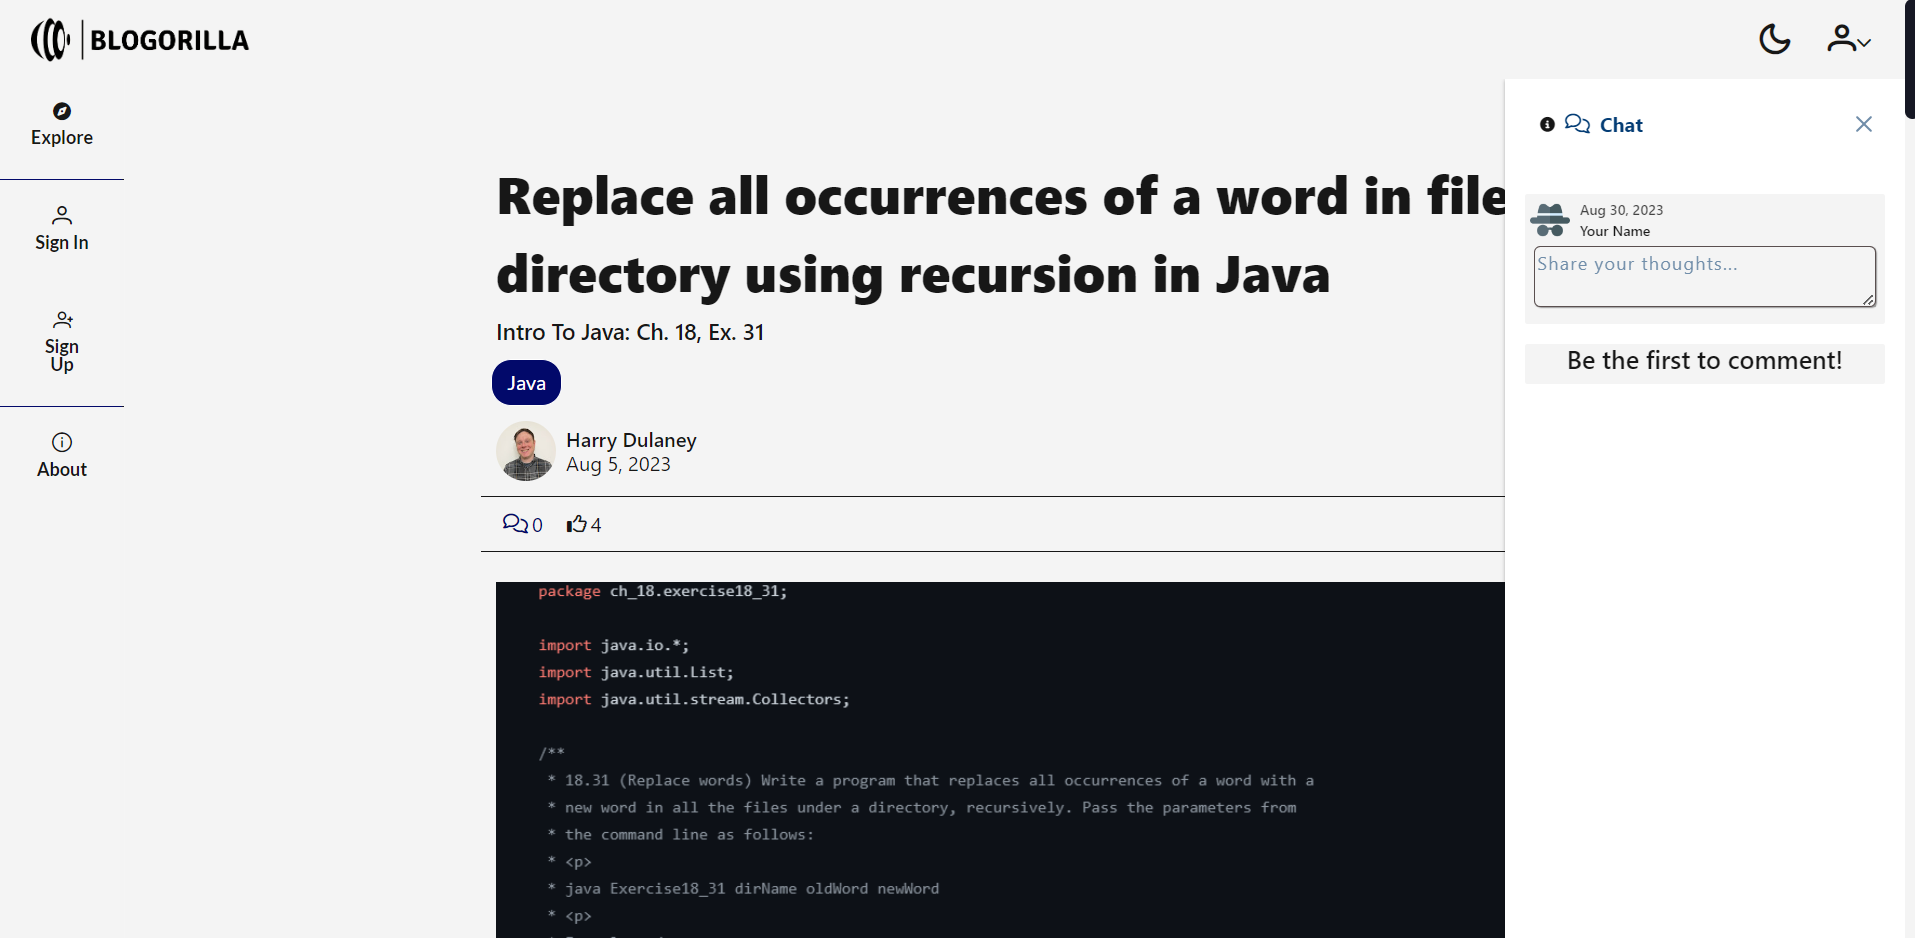 BLOGORILLA
Explore
Sign In
Sign
Up
About
Replace all occurrences of a word in file
directory using recursion in Java
Intro To Java: Ch. 18, Ex. 31
Java
Harry Dulaney
Aug 5, 2023
0 4
package ch_18.exercise18_31;
import java.io.*;
import java.util.List;
import java.util.stream.Collectors;
/**
* 18.31 (Replace words) Write a program that replaces all occurrences of a word with a
* new word in all the files under a directory, recursively. Pass the parameters from
* the command line as follows:
* <p>
* java Exercise18_31 dirName oldWord newWord
* <p>
Chat
Aug 30, 2023
Your Name
Share your thoughts...
Be the first to comment!